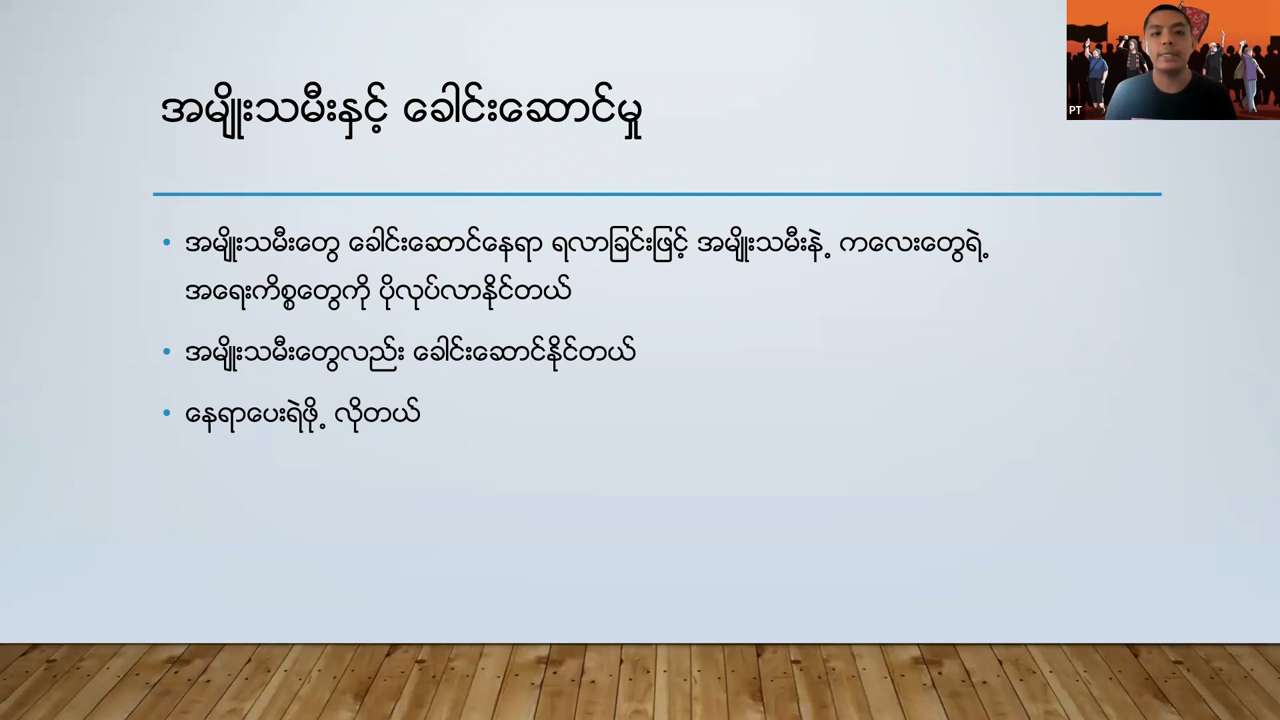 အမျိုးသမီးနှင့် ခေါင်းဆောင်မှု
• အမျိုးသမီးတွေ ခေါင်းဆောင်နေရာ ရလာခြင်းဖြင့် အမျိုးသမီးနဲ့ ကလေးတွေရဲ့
အရေးကိစ္စတွေကို ပိုလုပ်လာနိုင်တယ်
• အမျိုးသမီးတွေလည်း ခေါင်းဆောင်နိုင်တယ်
• နေရာပေးရဲဖို့ လိုတယ်
PT